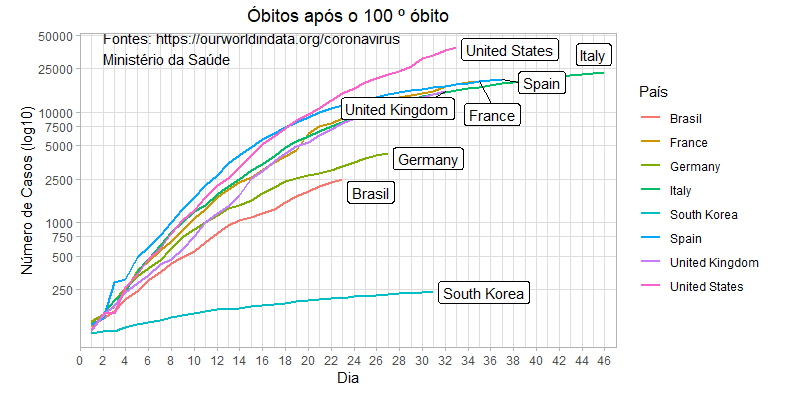 Óbitos após o 100 º óbito
Fontes: https://ourworldindata.org/coronavirus
Ministério da Saúde
Número de Casos (log10)
50000
25000
10000
7500
5000
2500
1000
750
500
250
United States
Italy
Spain
United Kingdom
France
Germany
Brasil
South Korea
0 2 4 6 8 10 12 14 16 18 20 22 24 26 28 30 32 34 36 38 40 42 44 46
Dia
País
Brasil
France
Germany
Italy
South Korea
Spain
United Kingdom
United States